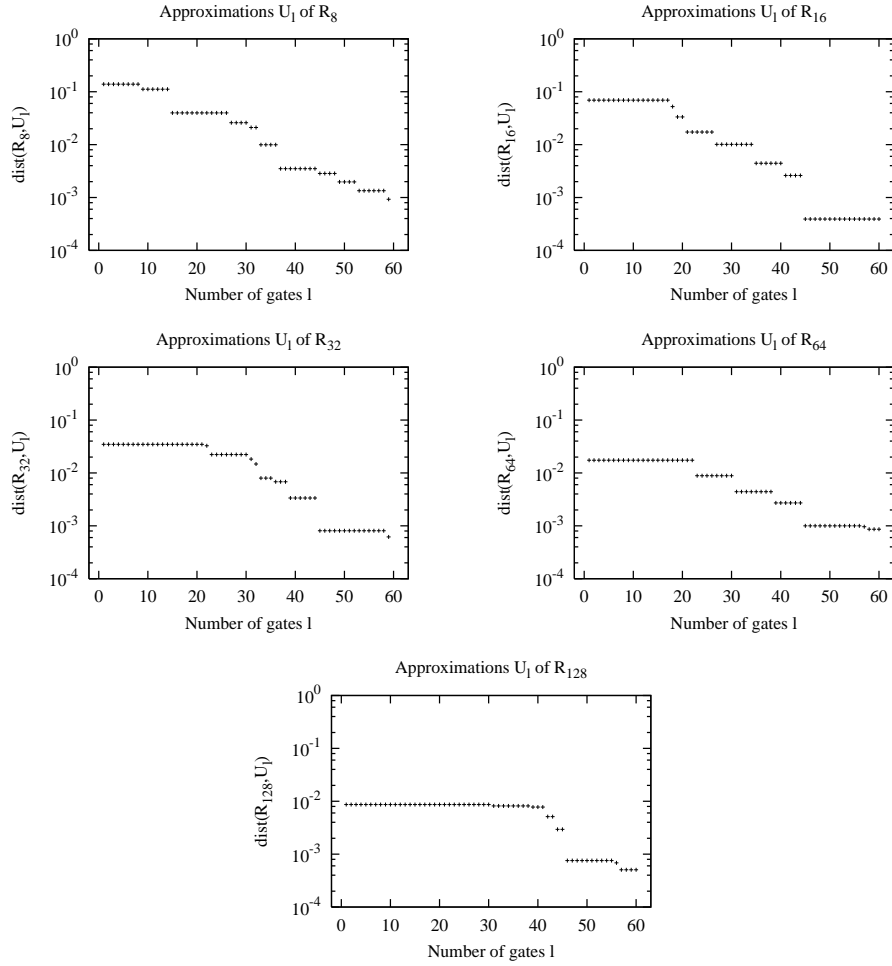 Approximations U_l of R_8
10^0
10^-1
10^-2
10^-3
10^-4
dist(R_8,U_l)
0 10 20 30 40 50 60
Number of gates l
Approximations U_l of R_16
10^0
10^-1
10^-2
10^-3
10^-4
dist(R_16,U_l)
0 10 20 30 40 50 60
Number of gates l
Approximations U_l of R_32
10^0
10^-1
10^-2
10^-3
10^-4
dist(R_32,U_l)
0 10 20 30 40 50 60
Number of gates l
Approximations U_l of R_64
10^0
10^-1
10^-2
10^-3
10^-4
dist(R_64,U_l)
0 10 20 30 40 50 60
Number of gates l
Approximations U_l of R_128
10^0
10^-1
10^-2
10^-3
10^-4
dist(R_128,U_l)
0 10 20 30 40 50 60
Number of gates l